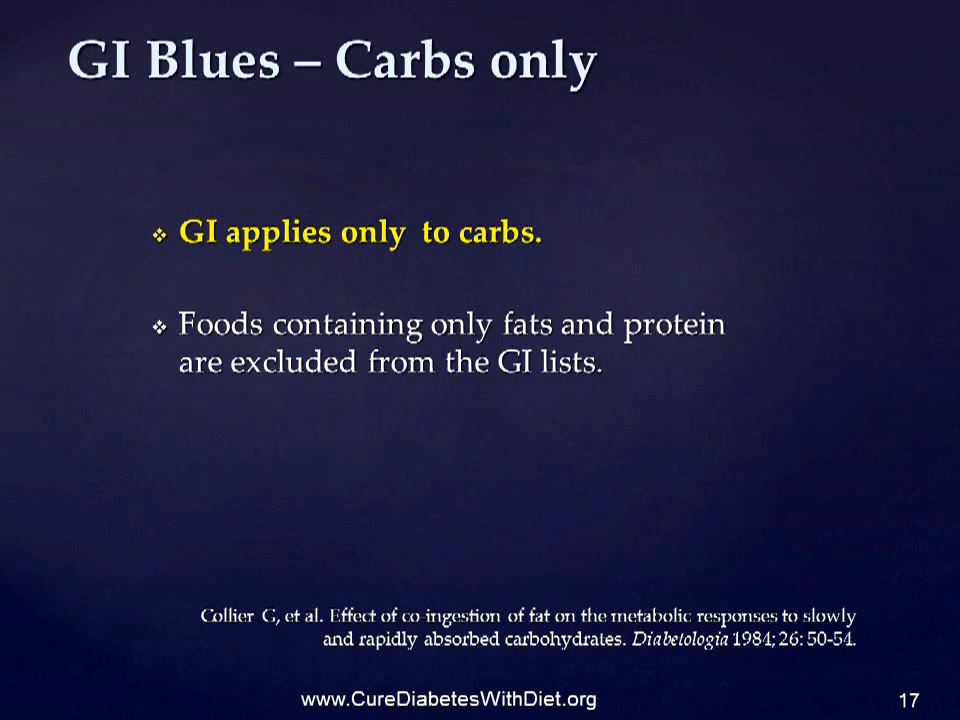 GI Blues – Carbs only
❖ GI applies only to carbs.
❖ Foods containing only fats and protein
are excluded from the GI lists.
Collier G, et al. Effect of co-ingestion of fat on the metabolic responses to slowly
and rapidly absorbed carbohydrates. Diabetologia 1984; 26: 50-54.
www.CureDiabetesWithDiet.org
17